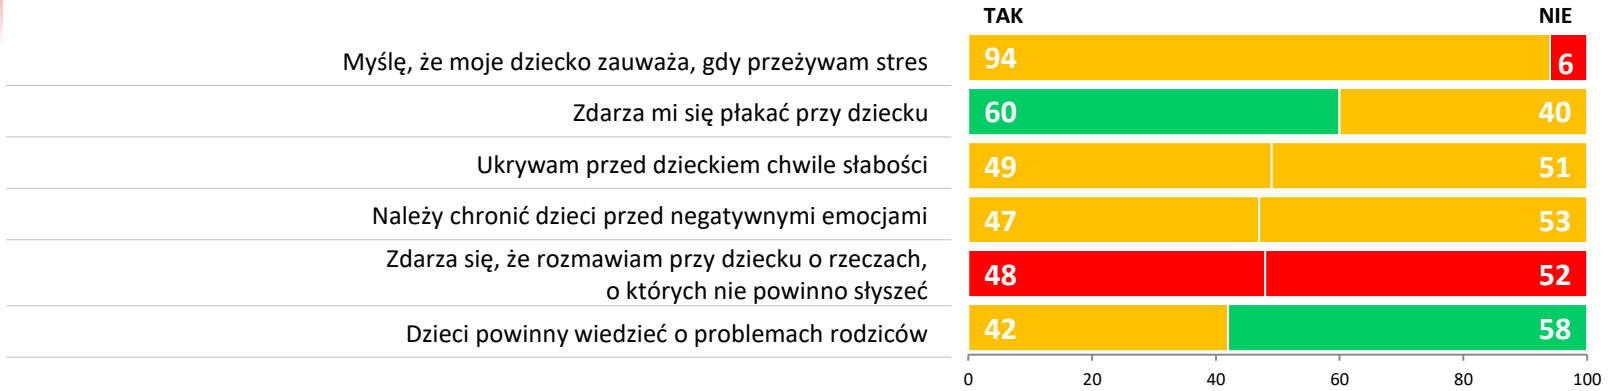 TAK NIE
Myślę, że moje dziecko zauważa, gdy przeżywam stres 94 6
Zdarza mi się płakać przy dziecku 60 40
Ukrywam przed dzieckiem chwile słabości 49 51
Należy chronić dzieci przed negatywnymi emocjami 47 53
Zdarza się, że rozmawiam przy dziecku o rzeczach,
o których nie powinno słyszeć 48 52
Dzieci powinny wiedzieć o problemach rodziców 42 58
0 20 40 60 80 100